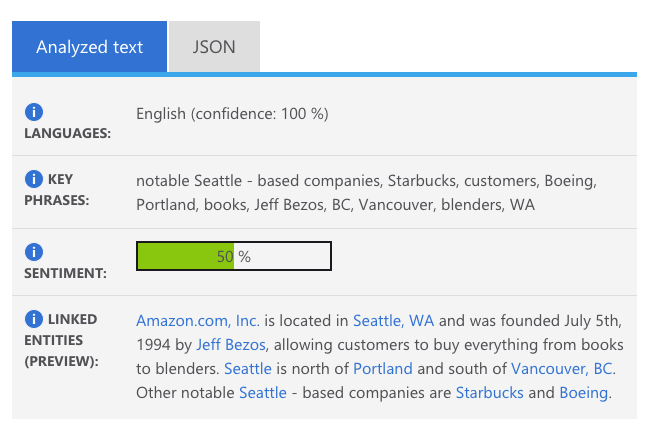 Analyzed text
JSON
i LANGUAGES:
English (confidence: 100 %)
i KEY PHRASES:
notable Seattle - based companies, Starbucks, customers, Boeing,
Portland, books, Jeff Bezos, BC, Vancouver, blenders, WA
i SENTIMENT:
50 %
i LINKED ENTITIES (PREVIEW):
Amazon.com, Inc. is located in Seattle, WA and was founded July 5th,
1994 by Jeff Bezos, allowing customers to buy everything from books
to blenders. Seattle is north of Portland and south of Vancouver, BC.
Other notable Seattle - based companies are Starbucks and Boeing.